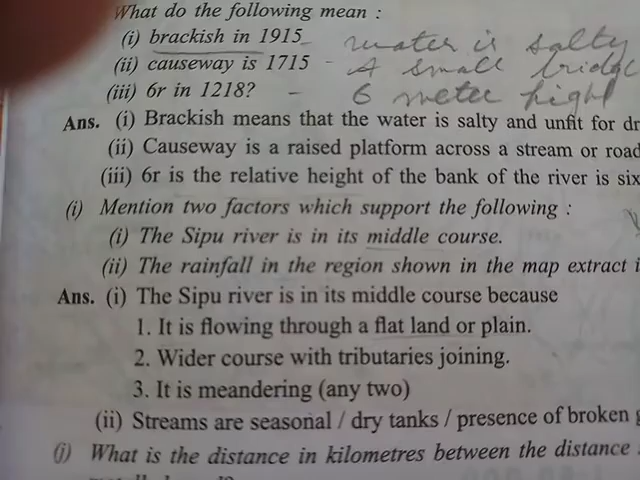 What do the following mean :
(i) brackish in 1915 water is salty
(ii) causeway is 1715 - A small bridge
(iii) 6r in 1218? - 6 meter hight
Ans. (i) Brackish means that the water is salty and unfit for dr
(ii) Causeway is a raised platform across a stream or road
(iii) 6r is the relative height of the bank of the river is six
(i) Mention two factors which support the following :
(i) The Sipu river is in its middle course.
(ii) The rainfall in the region shown in the map extract i
Ans. (i) The Sipu river is in its middle course because
1. It is flowing through a flat land or plain.
2. Wider course with tributaries joining.
3. It is meandering (any two)
(ii) Streams are seasonal / dry tanks / presence of broken g
(j) What is the distance in kilometres between the distance